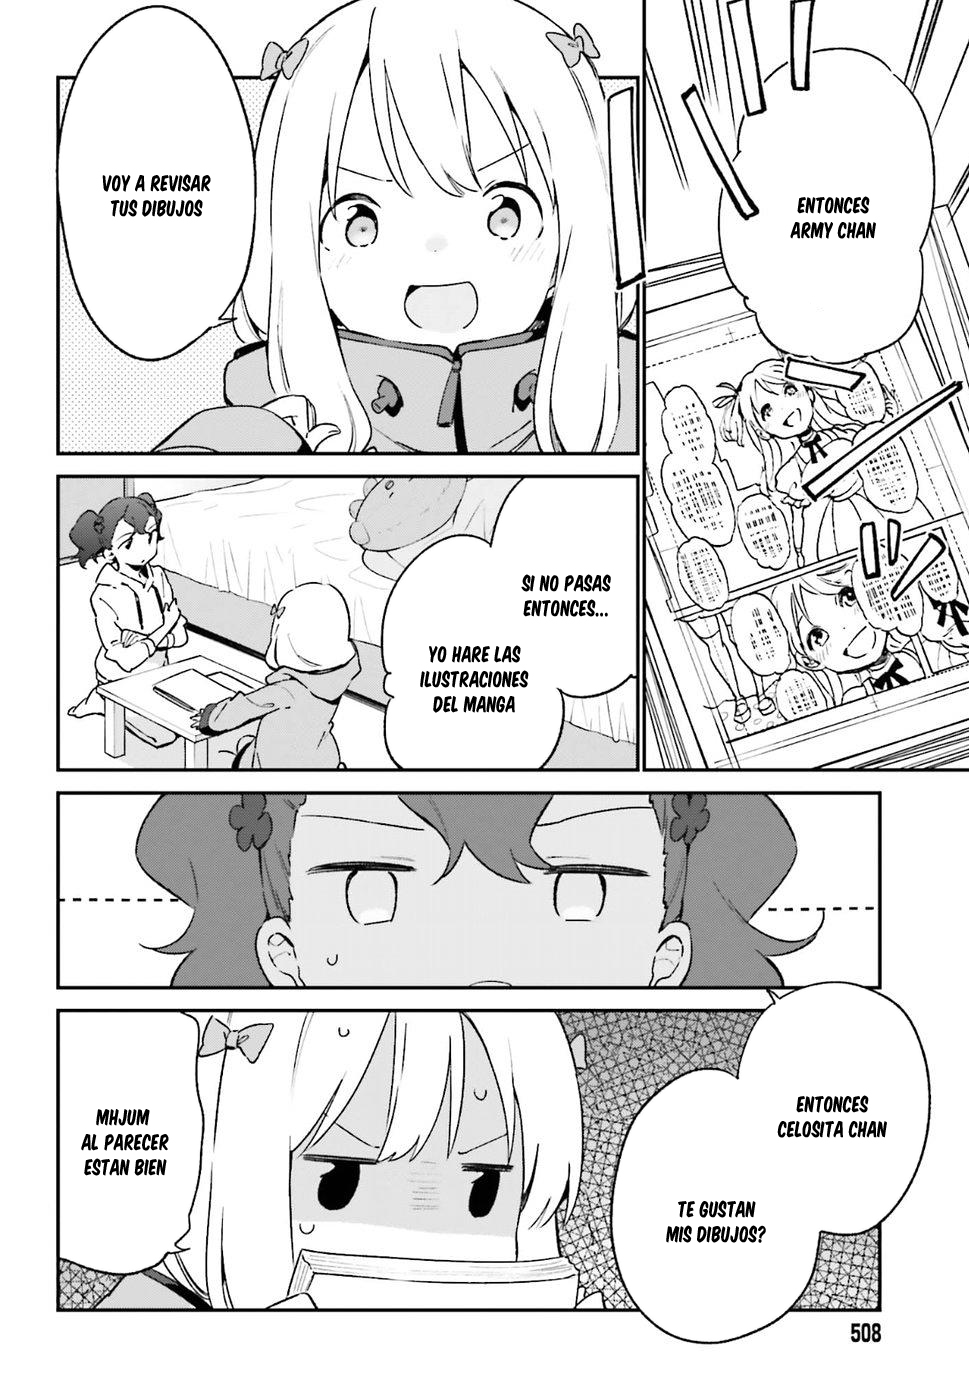 ENTONCES
ARMY CHAN
VOY A REVISAR
TUS DIBUJOS
SI NO PASAS
ENTONCES...
YO HARE LAS
ILUSTRACIONES
DEL MANGA
ENTONCES
CELOSITA CHAN
TE GUSTAN
MIS DIBUJOS?
MHJUM
AL PARECER
ESTAN BIEN
508